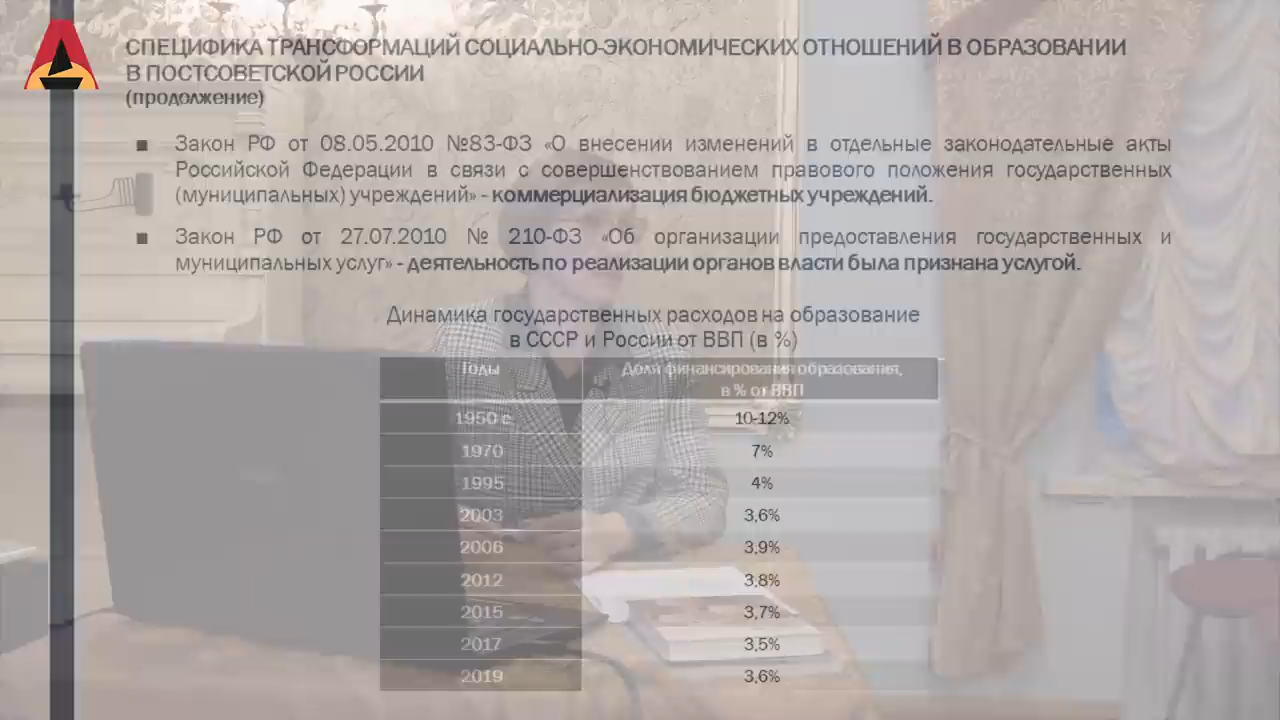 СПЕЦИФИКА ТРАНСФОРМАЦИЙ СОЦИАЛЬНО-ЭКОНОМИЧЕСКИХ ОТНОШЕНИЙ В ОБРАЗОВАНИИ
В ПОСТСОВЕТСКОЙ РОССИИ
(продолжение)
■ Закон РФ от 08.05.2010 №83-ФЗ «О внесении изменений в отдельные законодательные акты
Российской Федерации в связи с совершенствованием правового положения государственных
(муниципальных) учреждений» - коммерциализация бюджетных учреждений.
■ Закон РФ от 27.07.2010 № 210-ФЗ «Об организации предоставления государственных и
муниципальных услуг» - деятельность по реализации органов власти была признана услугой.
Динамика государственных расходов на образование
в СССР и России от ВВП (в %)
Годы Доля финансирования образования,
в % от ВВП
1950 г. 10-12%
1970 7%
1995 4%
2003 3,6%
2006 3,9%
2012 3,8%
2015 3,7%
2017 3,5%
2019 3,6%